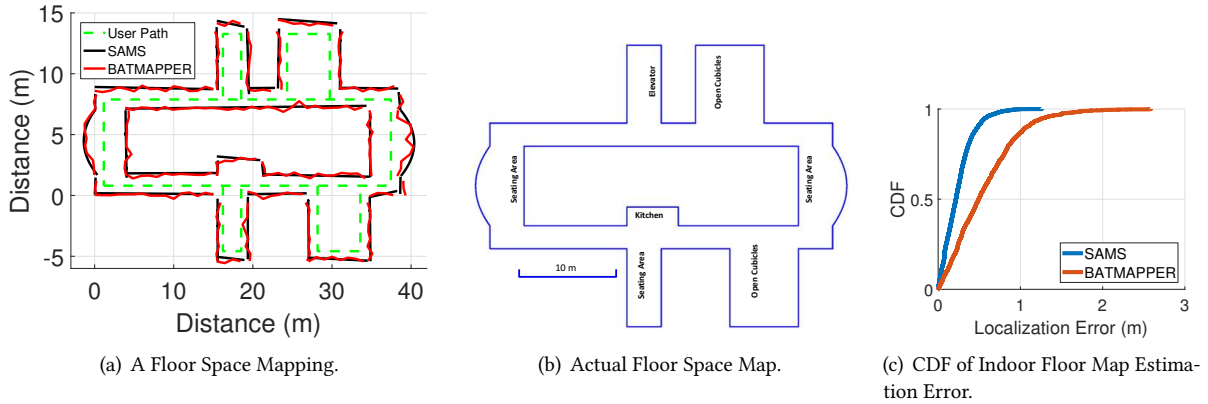 15
10
5
0
-5
Distance (m)
0
10
20
30
40
Distance (m)
User Path
SAMS
BATMAPPER
(a) A Floor Space Mapping.
Elevator
Open Cubicles
Seating Area
Seating Area
Kitchen
10 m
Seating Area
Open Cubicles
(b) Actual Floor Space Map.
1
0.5
0
CDF
SAMS
BATMAPPER
0
1
2
3
Localization Error (m)
(c) CDF of Indoor Floor Map Estima-
tion Error.